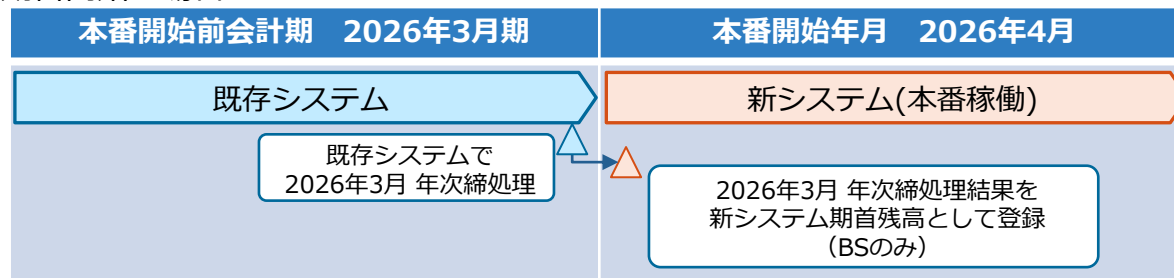 本番開始前会計期　2026年3月期
本番開始年月　2026年4月
既存システム
新システム(本番稼働)
既存システムで
2026年3月 年次締処理
2026年3月 年次締処理結果を
新システム期首残高として登録
（BSのみ）